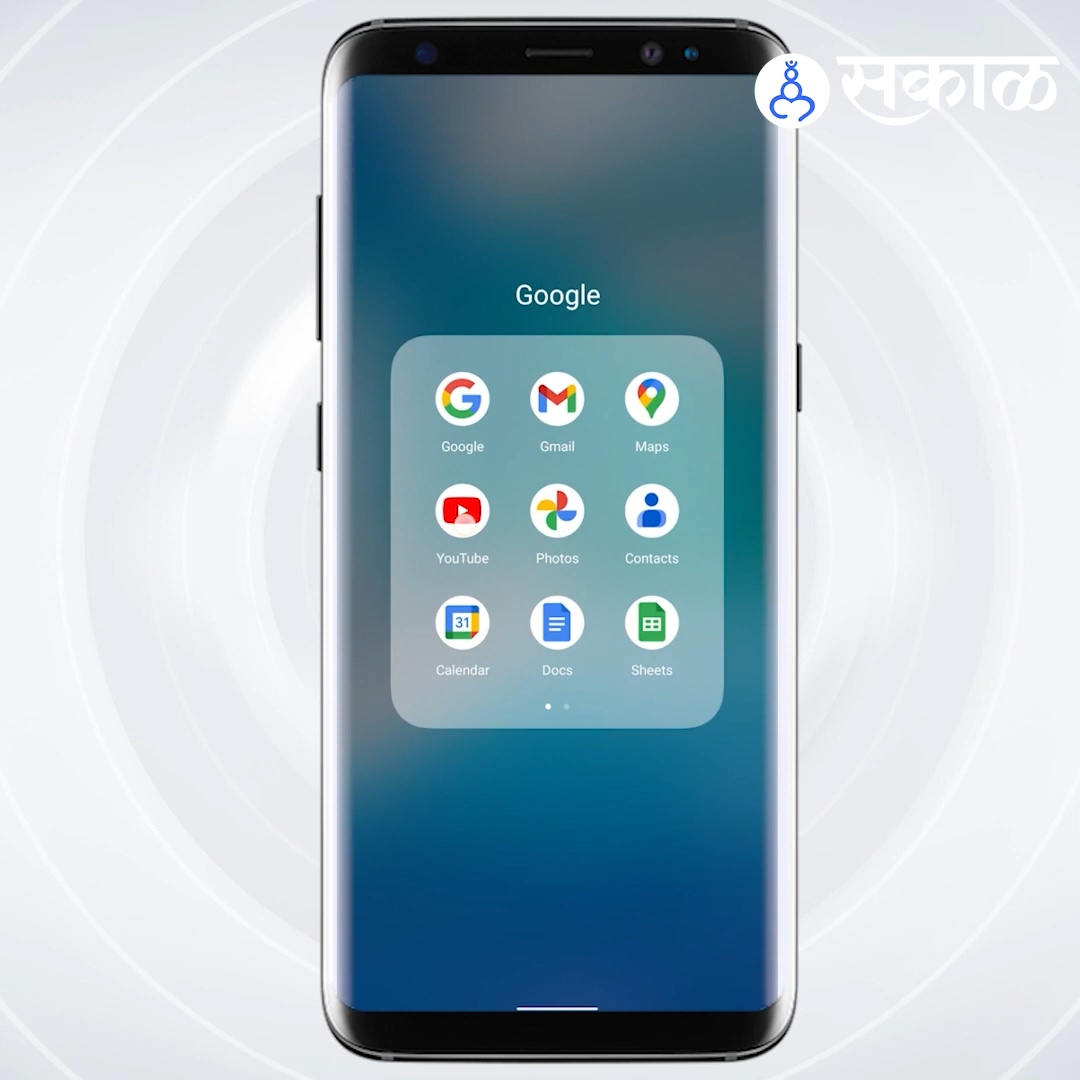 सकाळ
Google
Google Gmail Maps
YouTube Photos Contacts
31
Calendar Docs Sheets